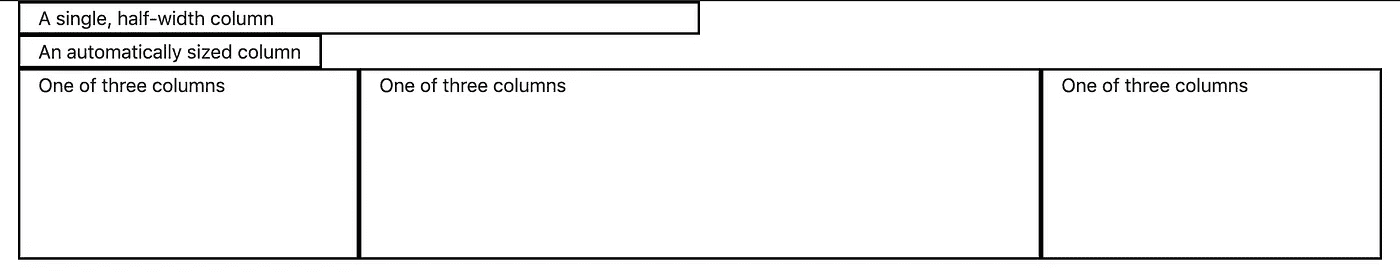 A single, half-width column
An automatically sized column
One of three columns
One of three columns
One of three columns